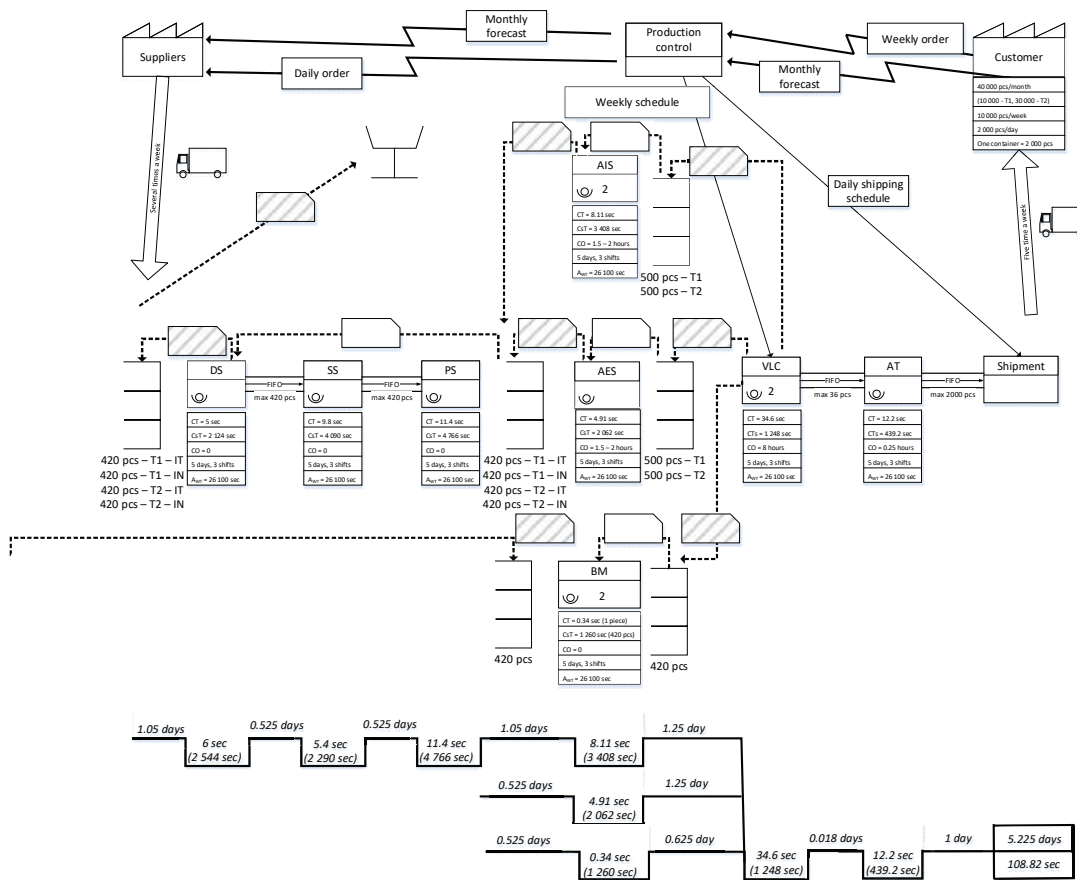 Monthly
forecast
Production
control
Weekly order
Suppliers
Customer
Daily order
Monthly
forecast
40 000 pcs/month
(10 000 - T1, 30 000 - T2)
10 000 pcs/week
2 000 pcs/day
One container = 2 000 pcs
Weekly schedule
Several times a week
AIS
2
CT = 8.11 sec
CsT = 3 408 sec
CO = 1.5 – 2 hours
5 days, 3 shifts
AWT = 26 100 sec
500 pcs – T1
500 pcs – T2
Daily shipping
schedule
Five time a week
DS
CT = 5 sec
CsT = 2 124 sec
CO = 0
5 days, 3 shifts
AWT = 26 100 sec
FIFO
max 420 pcs
SS
CT = 9.8 sec
CsT = 4 090 sec
CO = 0
5 days, 3 shifts
AWT = 26 100 sec
FIFO
max 420 pcs
PS
CT = 11.4 sec
CsT = 4 766 sec
CO = 0
5 days, 3 shifts
AWT = 26 100 sec
AES
CT = 4.91 sec
CsT = 2 062 sec
CO = 1.5 – 2 hours
5 days, 3 shifts
AWT = 26 100 sec
VLC
2
CT = 34.6 sec
CTs = 1 248 sec
CO = 8 hours
5 days, 3 shifts
AWT = 26 100 sec
FIFO
max 36 pcs
AT
CT = 12.2 sec
CTs = 439.2 sec
CO = 0.25 hours
5 days, 3 shifts
AWT = 26 100 sec
FIFO
max 2000 pcs
Shipment
420 pcs – T1 – IT
420 pcs – T1 – IN
420 pcs – T2 – IT
420 pcs – T2 – IN
420 pcs – T1 – IT
420 pcs – T1 – IN
420 pcs – T2 – IT
420 pcs – T2 – IN
500 pcs – T1
500 pcs – T2
BM
2
CT = 0.34 sec (1 piece)
CsT = 1 260 sec (420 pcs)
CO = 0
5 days, 3 shifts
AWT = 26 100 sec
420 pcs
420 pcs
1.05 days
6 sec
(2 544 sec)
0.525 days
5.4 sec
(2 290 sec)
0.525 days
11.4 sec
(4 766 sec)
1.05 days
8.11 sec
(3 408 sec)
1.25 day
0.525 days
4.91 sec
(2 062 sec)
1.25 day
0.525 days
0.34 sec
(1 260 sec)
0.625 day
34.6 sec
(1 248 sec)
0.018 days
12.2 sec
(439.2 sec)
1 day
5.225 days
108.82 sec